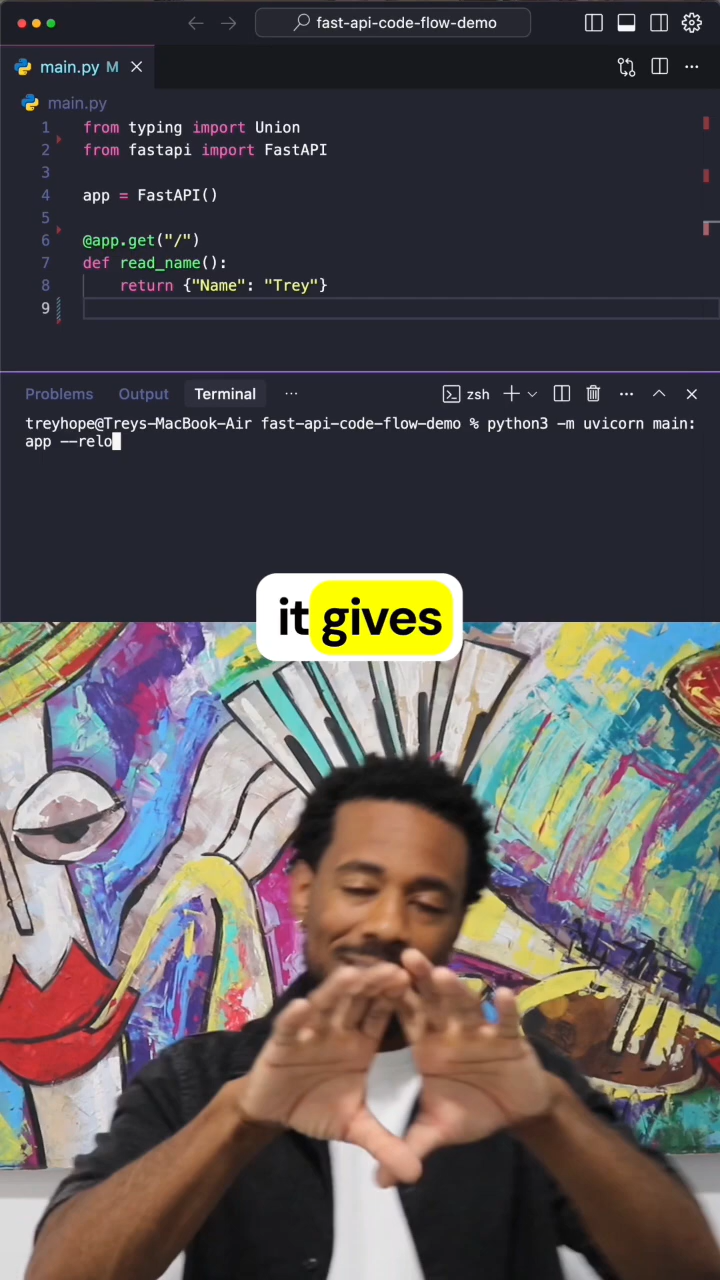 fast-api-code-flow-demo
main.py M
main.py
1 from typing import Union
2 from fastapi import FastAPI
3
4 app = FastAPI()
5
6 @app.get("/")
7 def read_name():
8     return {"Name": "Trey"}
9
Problems Output Terminal ··· zsh
treyhope@Treys-MacBook-Air fast-api-code-flow-demo % python3 -m uvicorn main:
app --relo
it gives